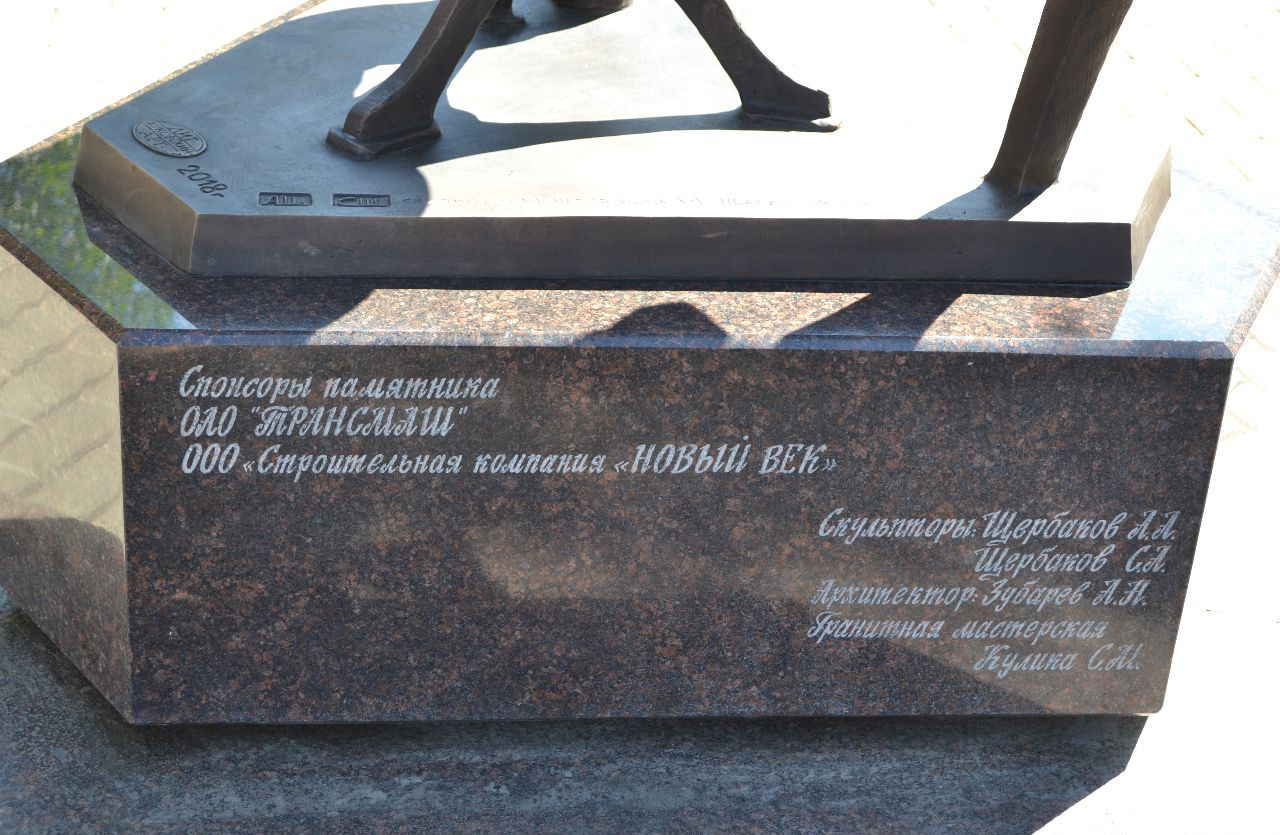 2018г
Спонсоры памятника
ОАО "ТРАНСМАШ"
ООО «Строительная компания «НОВЫЙ ВЕК»
Скульпторы: Щербаков А.А.
Щербаков С.А.
Архитектор: Зубарев А.Н.
Гранитная мастерская
Кулика С.М.